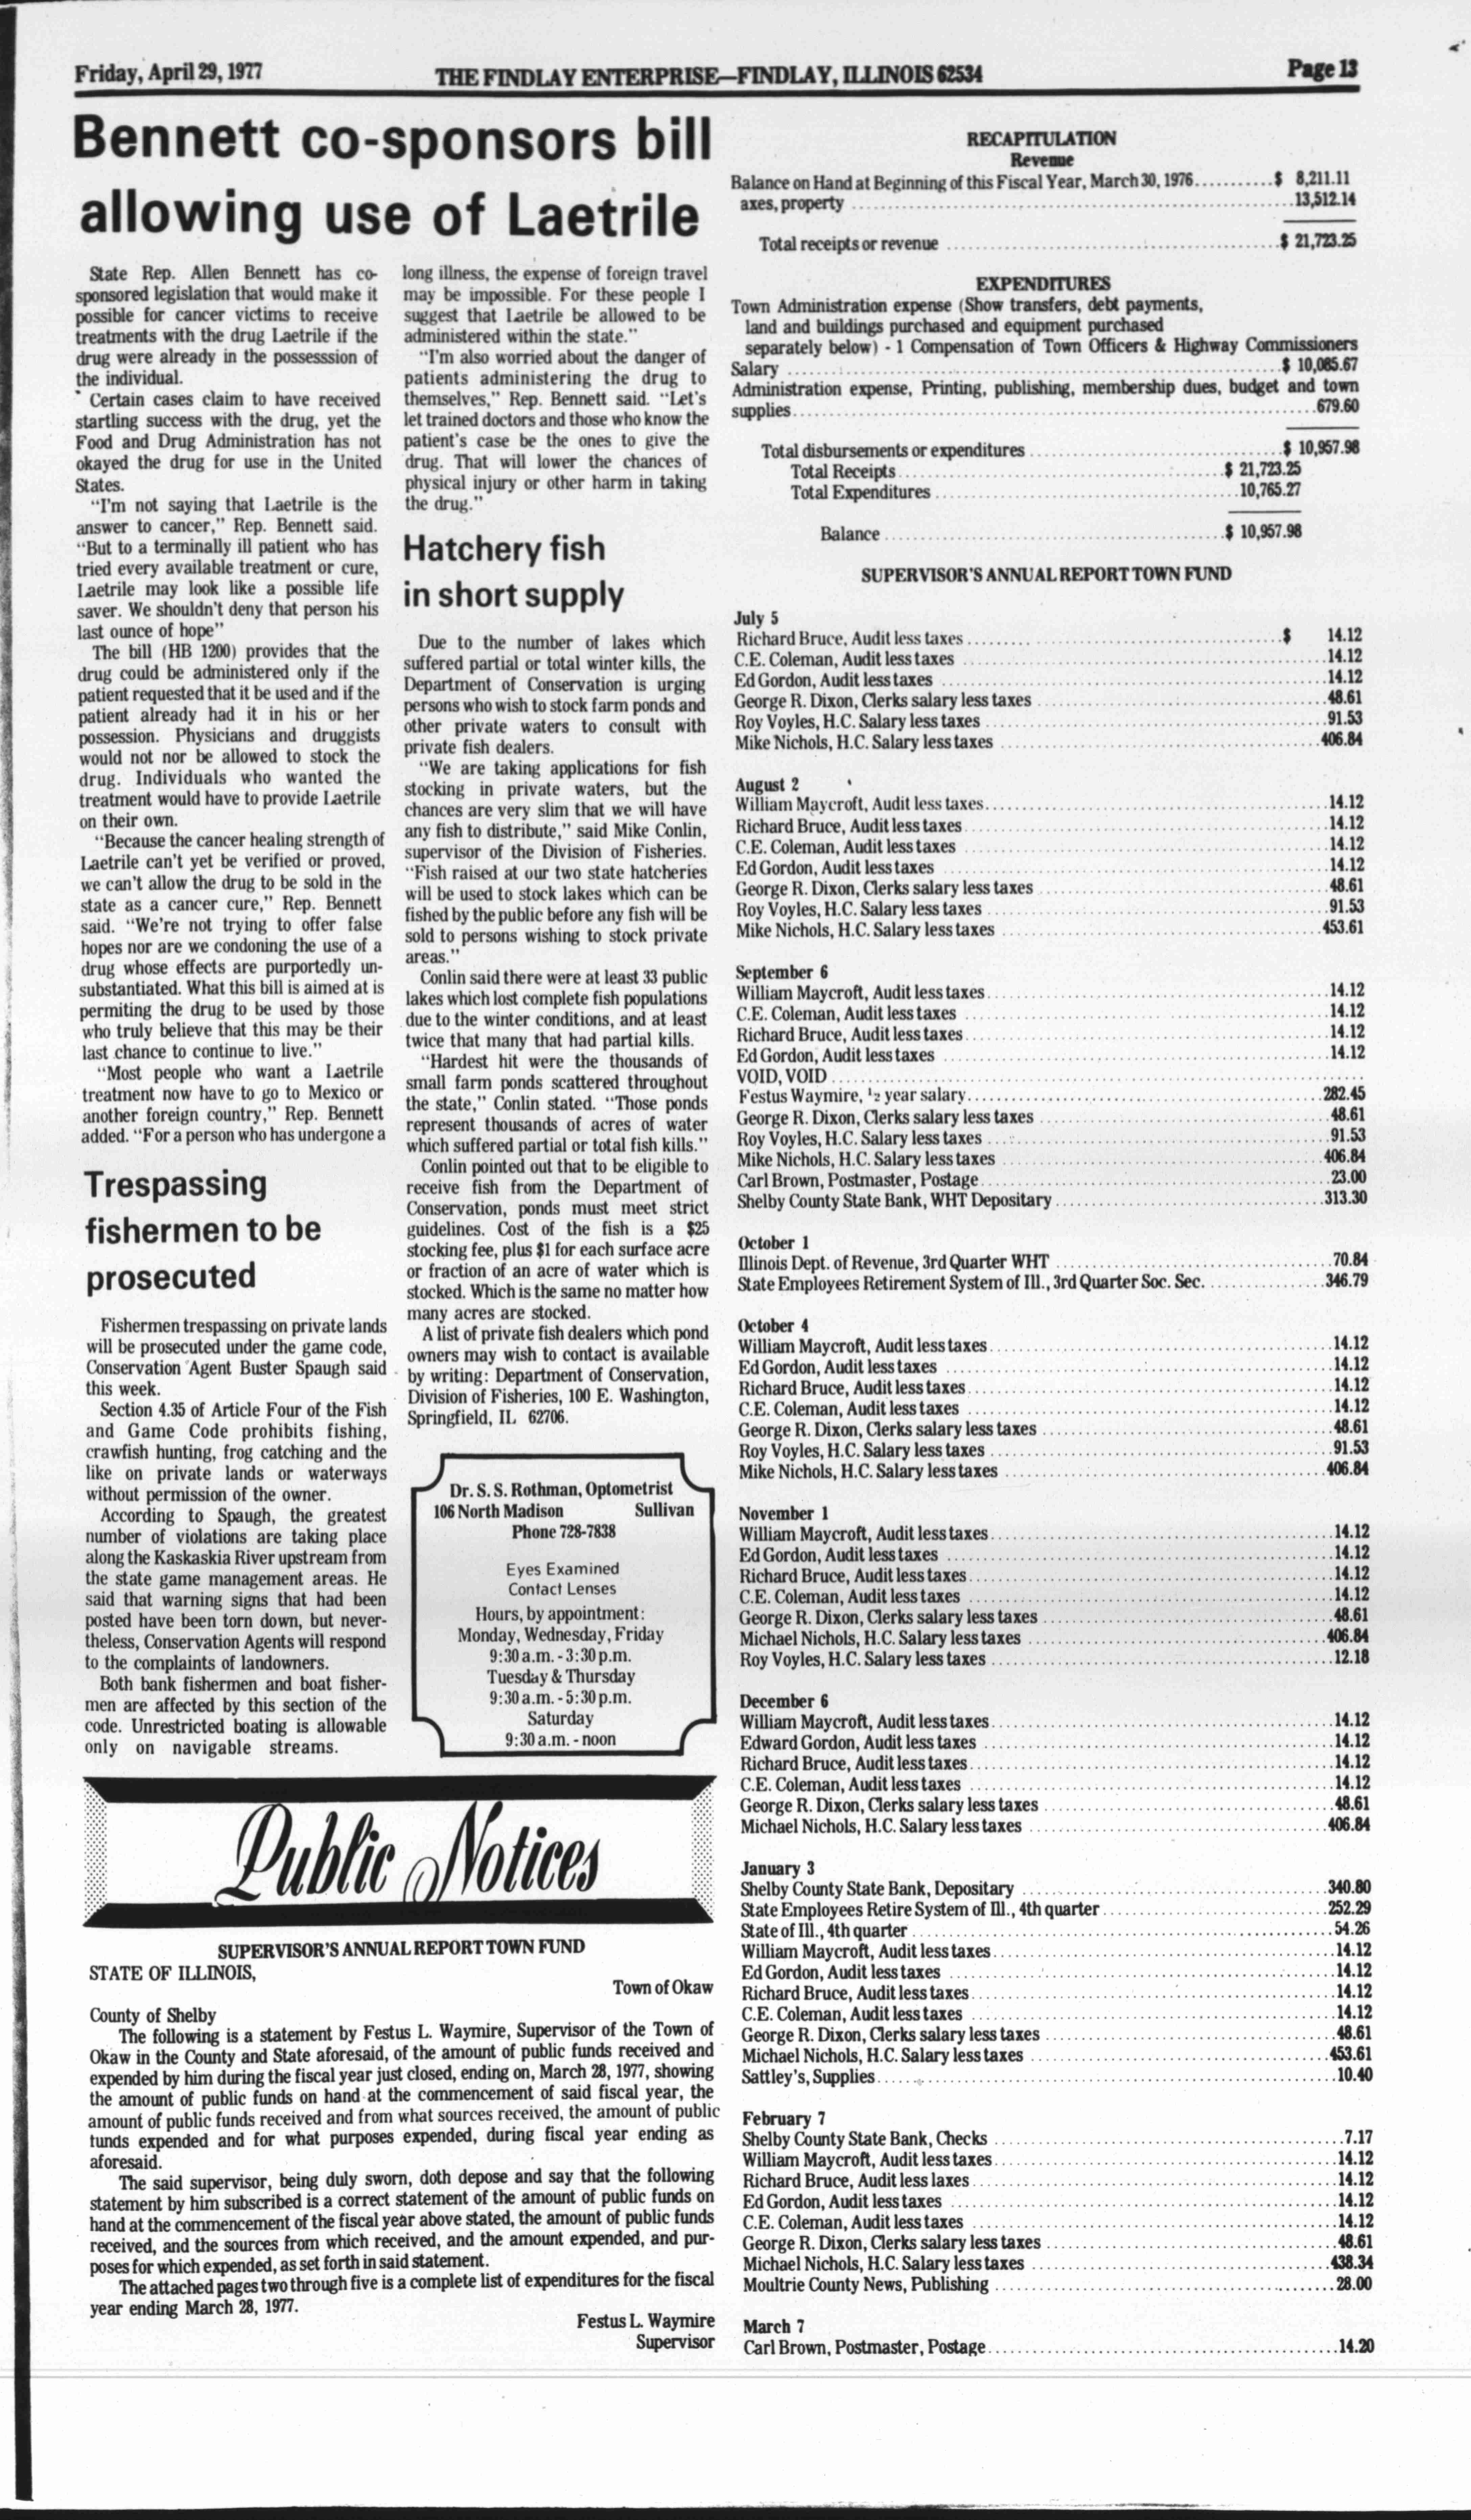 Friday, April 29, 1977
THE FINDLAY ENTERPRISE—FINDLAY, ILLINOIS 62534
Page 13
Bennett co-sponsors bill
allowing use of Laetrile
State Rep. Allen Bennett has co-
sponsored legislation that would make it
possible for cancer victims to receive
treatments with the drug Laetrile if the
drug were already in the possesssion of
the individual.
Certain cases claim to have received
startling success with the drug, yet the
Food and Drug Administration has not
okayed the drug for use in the United
States.
"I'm not saying that Laetrile is the
answer to cancer," Rep. Bennett said.
"But to a terminally ill patient who has
tried every available treatment or cure,
Laetrile may look like a possible life
saver. We shouldn't deny that person his
last ounce of hope"
The bill (HB 1200) provides that the
drug could be administered only if the
patient requested that it be used and if the
patient already had it in his or her
possession. Physicians and druggists
would not nor be allowed to stock the
drug. Individuals who wanted the
treatment would have to provide Laetrile
on their own.
"Because the cancer healing strength of
Laetrile can't yet be verified or proved,
we can't allow the drug to be sold in the
state as a cancer cure," Rep. Bennett
said. "We're not trying to offer false
hopes nor are we condoning the use of a
drug whose effects are purportedly un-
substantiated. What this bill is aimed at is
permiting the drug to be used by those
who truly believe that this may be their
last chance to continue to live."
"Most people who want a Laetrile
treatment now have to go to Mexico or
another foreign country," Rep. Bennett
added. "For a person who has undergone a
long illness, the expense of foreign travel
may be impossible. For these people I
suggest that Laetrile be allowed to be
administered within the state."
"I'm also worried about the danger of
patients administering the drug to
themselves," Rep. Bennett said. "Let's
let trained doctors and those who know the
patient's case be the ones to give the
drug. That will lower the chances of
physical injury or other harm in taking
the drug."
Trespassing
fishermen to be
prosecuted
Fishermen trespassing on private lands
will be prosecuted under the game code,
Conservation Agent Buster Spaugh said
this week.
Section 4.35 of Article Four of the Fish
and Game Code prohibits fishing,
crawfish hunting, frog catching and the
like on private lands or waterways
without permission of the owner.
According to Spaugh, the greatest
number of violations are taking place
along the Kaskaskia River upstream from
the state game management areas. He
said that warning signs that had been
posted have been torn down, but never-
theless, Conservation Agents will respond
to the complaints of landowners.
Both bank fishermen and boat fisher-
men are affected by this section of the
code. Unrestricted boating is allowable
only on navigable streams.
Hatchery fish
in short supply
Due to the number of lakes which
suffered partial or total winter kills, the
Department of Conservation is urging
persons who wish to stock farm ponds and
other private waters to consult with
private fish dealers.
"We are taking applications for fish
stocking in private waters, but the
chances are very slim that we will have
any fish to distribute," said Mike Conlin,
supervisor of the Division of Fisheries.
"Fish raised at our two state hatcheries
will be used to stock lakes which can be
fished by the public before any fish will be
sold to persons wishing to stock private
areas."
Conlin said there were at least 33 public
lakes which lost complete fish populations
due to the winter conditions, and at least
twice that many that had partial kills.
"Hardest hit were the thousands of
small farm ponds scattered throughout
the state," Conlin stated. "Those ponds
represent thousands of acres of water
which suffered partial or total fish kills."
Conlin pointed out that to be eligible to
receive fish from the Department of
Conservation, ponds must meet strict
guidelines. Cost of the fish is a $25
stocking fee, plus $1 for each surface acre
or fraction of an acre of water which is
stocked. Which is the same no matter how
many acres are stocked.
A list of private fish dealers which pond
owners may wish to contact is available
by writing: Department of Conservation,
Division of Fisheries, 100 E. Washington,
Springfield, IL 62706.
Dr. S. S. Rothman, Optometrist
106 North Madison Sullivan
Phone 728-7838
Eyes Examined
Contact Lenses
Hours, by appointment:
Monday, Wednesday, Friday
9:30 a.m. - 3:30 p.m.
Tuesday & Thursday
9:30 a.m. - 5:30 p.m.
Saturday
9:30 a.m. - noon
Public Notices
SUPERVISOR'S ANNUAL REPORT TOWN FUND
STATE OF ILLINOIS,
Town of Okaw
County of Shelby
The following is a statement by Festus L. Waymire, Supervisor of the Town of
Okaw in the County and State aforesaid, of the amount of public funds received and
expended by him during the fiscal year just closed, ending on, March 28, 1977, showing
the amount of public funds on hand at the commencement of said fiscal year, the
amount of public funds received and from what sources received, the amount of public
funds expended and for what purposes expended, during fiscal year ending as
aforesaid.
The said supervisor, being duly sworn, doth depose and say that the following
statement by him subscribed is a correct statement of the amount of public funds on
hand at the commencement of the fiscal year above stated, the amount of public funds
received, and the sources from which received, and the amount expended, and pur-
poses for which expended, as set forth in said statement.
The attached pages two through five is a complete list of expenditures for the fiscal
year ending March 28, 1977.
Festus L. Waymire
Supervisor
RECAPITULATION
Revenue
Balance on Hand at Beginning of this Fiscal Year, March 30, 1976 $ 8,211.11
axes, property 13,512.14
Total receipts or revenue $ 21,723.25
EXPENDITURES
Town Administration expense (Show transfers, debt payments,
land and buildings purchased and equipment purchased
separately below) - 1 Compensation of Town Officers & Highway Commissioners
Salary $ 10,085.67
Administration expense, Printing, publishing, membership dues, budget and town
supplies 679.60
Total disbursements or expenditures $ 10,957.98
Total Receipts $ 21,723.25
Total Expenditures 10,765.27
Balance $ 10,957.98
SUPERVISOR'S ANNUAL REPORT TOWN FUND
July 5
Richard Bruce, Audit less taxes $ 14.12
C.E. Coleman, Audit less taxes 14.12
Ed Gordon, Audit less taxes 14.12
George R. Dixon, Clerks salary less taxes 48.61
Roy Voyles, H.C. Salary less taxes 91.53
Mike Nichols, H.C. Salary less taxes 406.84
August 2
William Maycroft, Audit less taxes 14.12
Richard Bruce, Audit less taxes 14.12
C.E. Coleman, Audit less taxes 14.12
Ed Gordon, Audit less taxes 14.12
George R. Dixon, Clerks salary less taxes 48.61
Roy Voyles, H.C. Salary less taxes 91.53
Mike Nichols, H.C. Salary less taxes 453.61
September 6
William Maycroft, Audit less taxes 14.12
C.E. Coleman, Audit less taxes 14.12
Richard Bruce, Audit less taxes 14.12
Ed Gordon, Audit less taxes 14.12
VOID, VOID
Festus Waymire, ½ year salary 282.45
George R. Dixon, Clerks salary less taxes 48.61
Roy Voyles, H.C. Salary less taxes 91.53
Mike Nichols, H.C. Salary less taxes 406.84
Carl Brown, Postmaster, Postage 23.00
Shelby County State Bank, WHT Depositary 313.30
October 1
Illinois Dept. of Revenue, 3rd Quarter WHT 70.84
State Employees Retirement System of Ill., 3rd Quarter Soc. Sec. 346.79
October 4
William Maycroft, Audit less taxes 14.12
Ed Gordon, Audit less taxes 14.12
Richard Bruce, Audit less taxes 14.12
C.E. Coleman, Audit less taxes 14.12
George R. Dixon, Clerks salary less taxes 48.61
Roy Voyles, H.C. Salary less taxes 91.53
Mike Nichols, H.C. Salary less taxes 406.84
November 1
William Maycroft, Audit less taxes 14.12
Ed Gordon, Audit less taxes 14.12
Richard Bruce, Audit less taxes 14.12
C.E. Coleman, Audit less taxes 14.12
George R. Dixon, Clerks salary less taxes 48.61
Michael Nichols, H.C. Salary less taxes 406.84
Roy Voyles, H.C. Salary less taxes 12.18
December 6
William Maycroft, Audit less taxes 14.12
Edward Gordon, Audit less taxes 14.12
Richard Bruce, Audit less taxes 14.12
C.E. Coleman, Audit less taxes 14.12
George R. Dixon, Clerks salary less taxes 48.61
Michael Nichols, H.C. Salary less taxes 406.84
January 3
Shelby County State Bank, Depositary 340.80
State Employees Retire System of Ill., 4th quarter 252.29
State of Ill., 4th quarter 54.26
William Maycroft, Audit less taxes 14.12
Ed Gordon, Audit less taxes 14.12
Richard Bruce, Audit less taxes 14.12
C.E. Coleman, Audit less taxes 14.12
George R. Dixon, Clerks salary less taxes 48.61
Michael Nichols, H.C. Salary less taxes 453.61
Sattley's, Supplies 10.40
February 7
Shelby County State Bank, Checks 7.17
William Maycroft, Audit less taxes 14.12
Richard Bruce, Audit less laxes 14.12
Ed Gordon, Audit less taxes 14.12
C.E. Coleman, Audit less taxes 14.12
George R. Dixon, Clerks salary less taxes 48.61
Michael Nichols, H.C. Salary less taxes 438.34
Moultrie County News, Publishing 28.00
March 7
Carl Brown, Postmaster, Postage 14.20